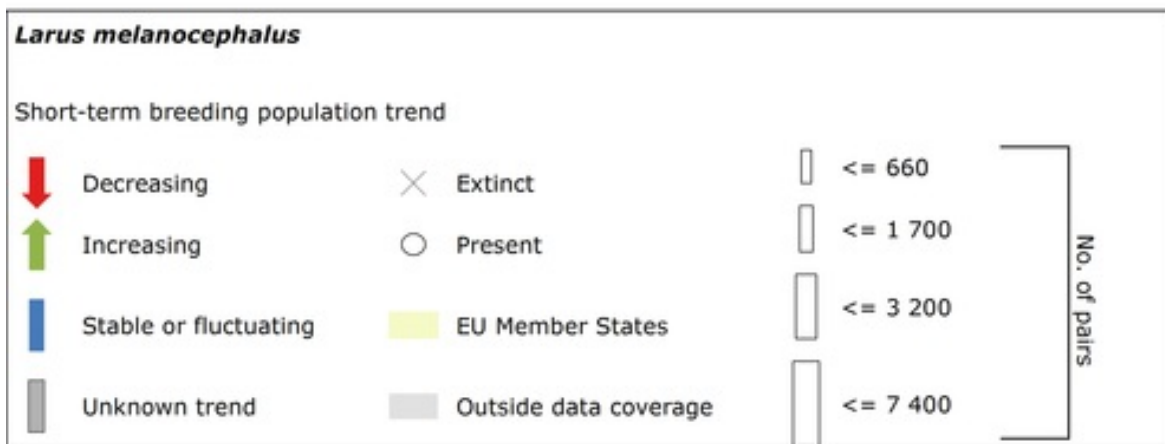 Larus melanocephalus
Short-term breeding population trend
Decreasing
Increasing
Stable or fluctuating
Unknown trend
Extinct
Present
EU Member States
Outside data coverage
<= 660
<= 1 700
<= 3 200
<= 7 400
No. of pairs